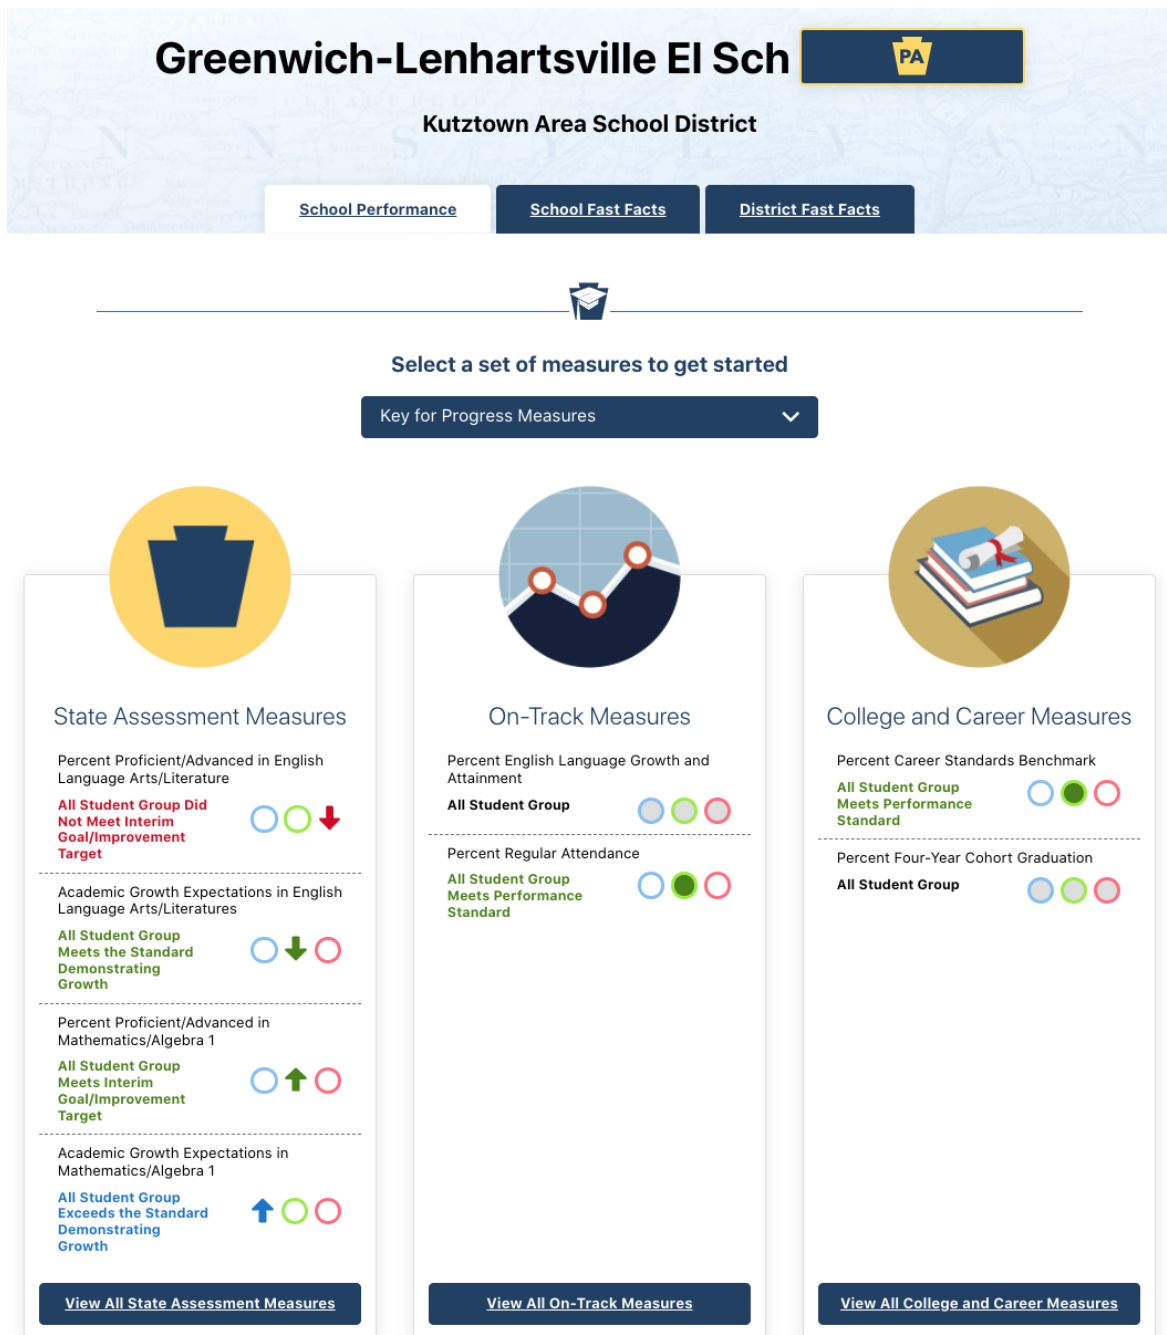 Greenwich-Lenhartsville El Sch
PA
Kutztown Area School District
School Performance
School Fast Facts
District Fast Facts
Select a set of measures to get started
Key for Progress Measures
State Assessment Measures
Percent Proficient/Advanced in English
Language Arts/Literature
All Student Group Did
Not Meet Interim
Goal/Improvement
Target
Academic Growth Expectations in English
Language Arts/Literatures
All Student Group
Meets the Standard
Demonstrating
Growth
Percent Proficient/Advanced in
Mathematics/Algebra 1
All Student Group
Meets Interim
Goal/Improvement
Target
Academic Growth Expectations in
Mathematics/Algebra 1
All Student Group
Exceeds the Standard
Demonstrating
Growth
View All State Assessment Measures
On-Track Measures
Percent English Language Growth and
Attainment
All Student Group
Percent Regular Attendance
All Student Group
Meets Performance
Standard
View All On-Track Measures
College and Career Measures
Percent Career Standards Benchmark
All Student Group
Meets Performance
Standard
Percent Four-Year Cohort Graduation
All Student Group
View All College and Career Measures